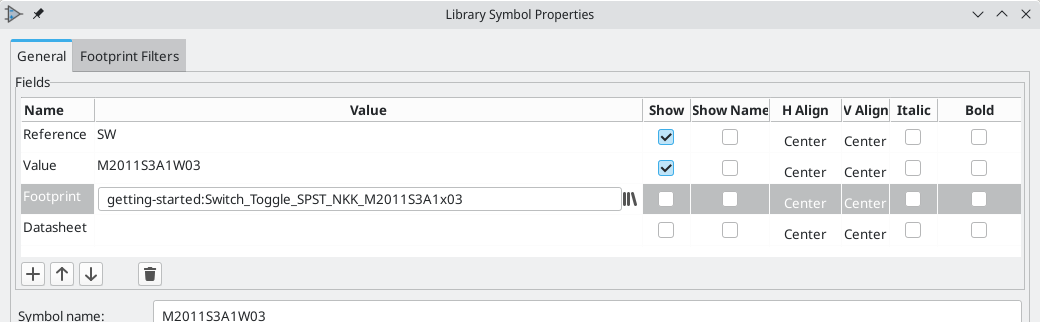 Library Symbol Properties
General Footprint Filters
Fields
Name Value Show Show Name H Align V Align Italic Bold
Reference SW Center Center
Value M2011S3A1W03 Center Center
Footprint getting-started:Switch_Toggle_SPST_NKK_M2011S3A1x03 Center Center
Datasheet Center Center
Symbol name: M2011S3A1W03